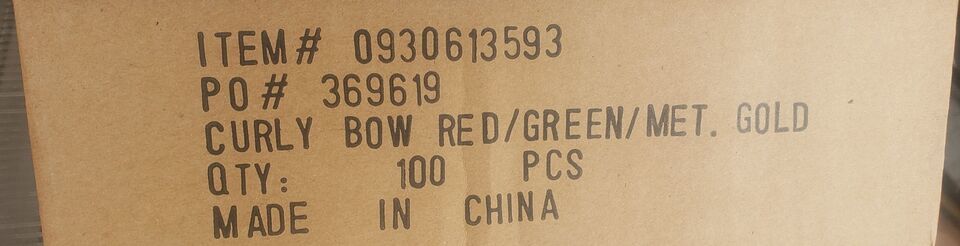 ITEM# 0930613593
PO# 369619
CURLY BOW RED/GREEN/MET. GOLD
QTY: 100 PCS
MADE IN CHINA